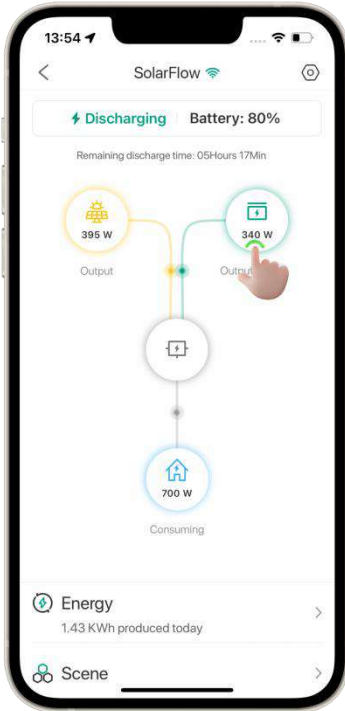 13:54
SolarFlow
Discharging Battery: 80%
Remaining discharge time: 05Hours 17Min
395 W
340 W
Output
Outpu
700 W
Consuming
Energy
1.43 KWh produced today
Scene